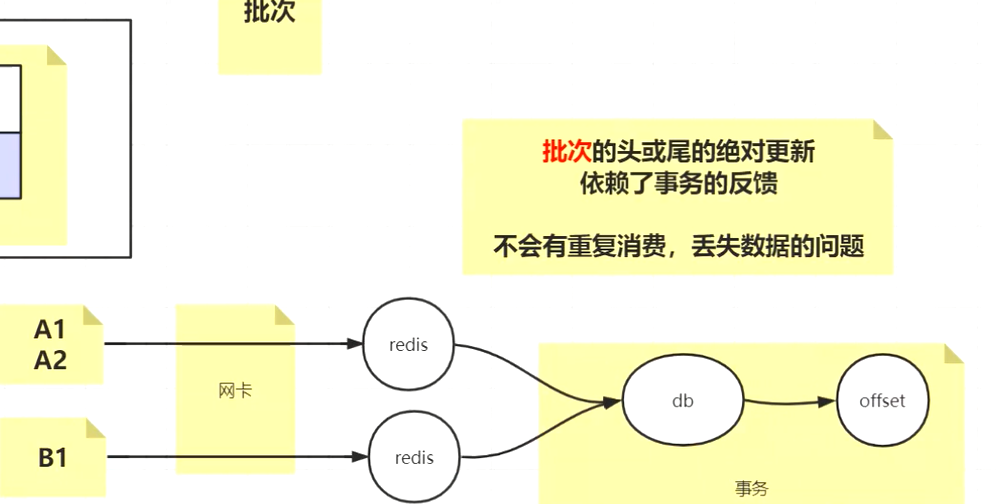 批次
批次的头或尾的绝对更新
依赖了事务的反馈
不会有重复消费，丢失数据的问题
A1
A2
网卡
redis
db
offset
B1
redis
事务